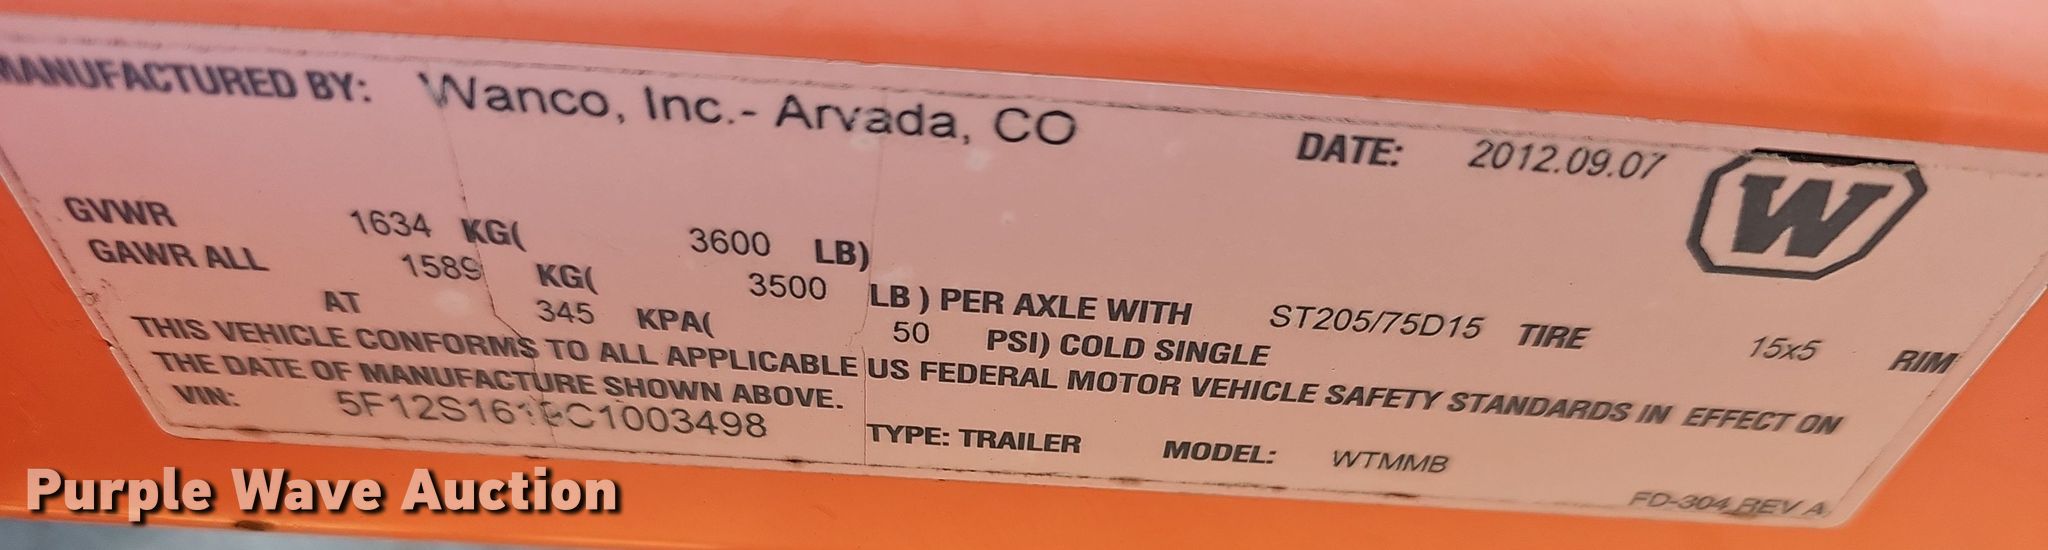 MANUFACTURED BY: Wanco, Inc.- Arvada, CO DATE: 2012.09.07 W
GVWR 1634 KG( 3600 LB)
GAWR ALL 1589 KG( 3500 LB ) PER AXLE WITH ST205/75D15 TIRE 15x5 RIM
AT 345 KPA( 50 PSI) COLD SINGLE
THIS VEHICLE CONFORMS TO ALL APPLICABLE US FEDERAL MOTOR VEHICLE SAFETY STANDARDS IN EFFECT ON
THE DATE OF MANUFACTURE SHOWN ABOVE.
VIN: TYPE: TRAILER MODEL: WTMMB
FD-304 REV A
Purple Wave Auction